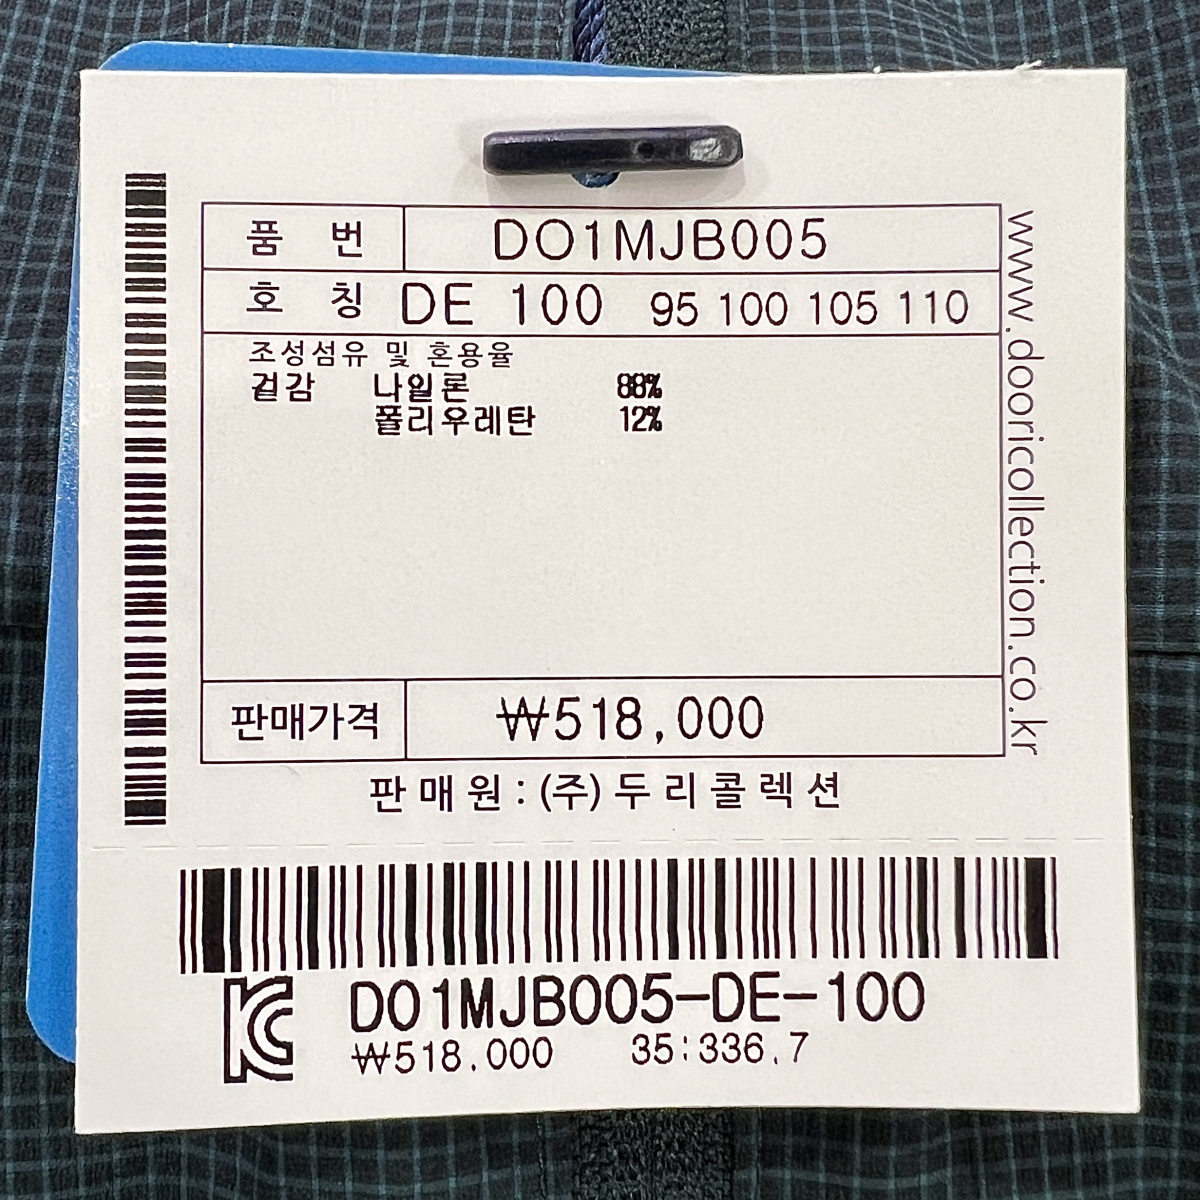 품 번 DO1MJB005
호 칭 DE 100 95 100 105 110
조성섬유 및 혼용율
겉감 나일론 88%
폴리우레탄 12%
판매가격 ₩518,000
판매원 : (주)두리콜렉션
www.dooricollection.co.kr
KC DO1MJB005-DE-100
₩518.000 35:336.7